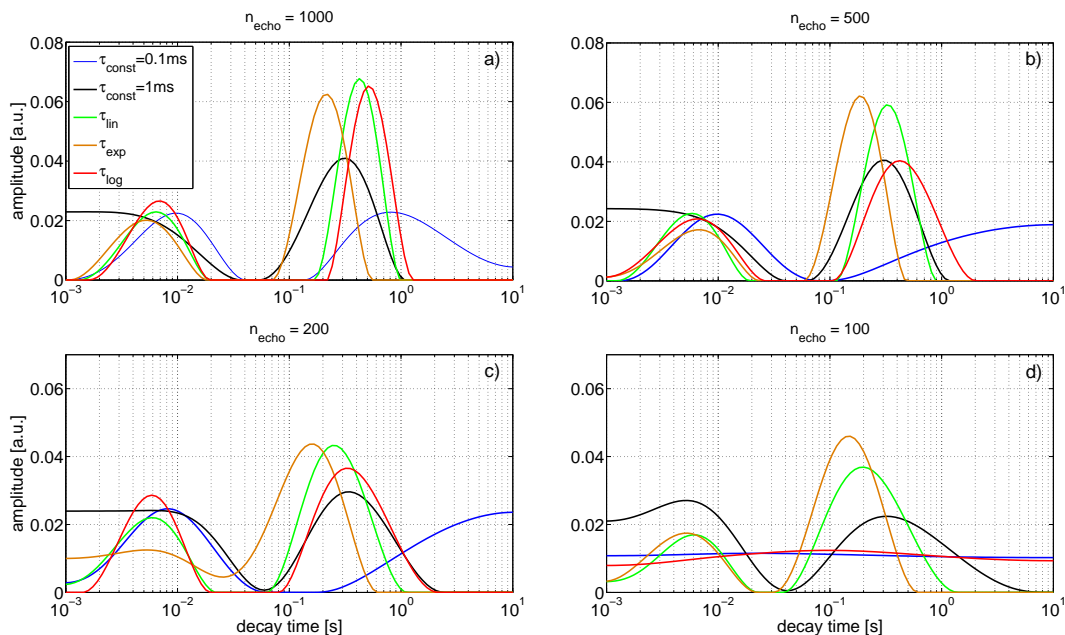 n_echo = 1000
n_echo = 500
0.08
0.06
0.04
0.02
0
amplitude [a.u.]
a)
τ_const=0.1ms
τ_const=1ms
τ_lin
τ_exp
τ_log
10^−3
10^−2
10^−1
10^0
10^1
0.08
0.06
0.04
0.02
0
b)
10^−3
10^−2
10^−1
10^0
10^1
n_echo = 200
n_echo = 100
0.06
0.04
0.02
0
amplitude [a.u.]
c)
10^−3
10^−2
10^−1
10^0
10^1
decay time [s]
0.06
0.04
0.02
0
d)
10^−3
10^−2
10^−1
10^0
10^1
decay time [s]